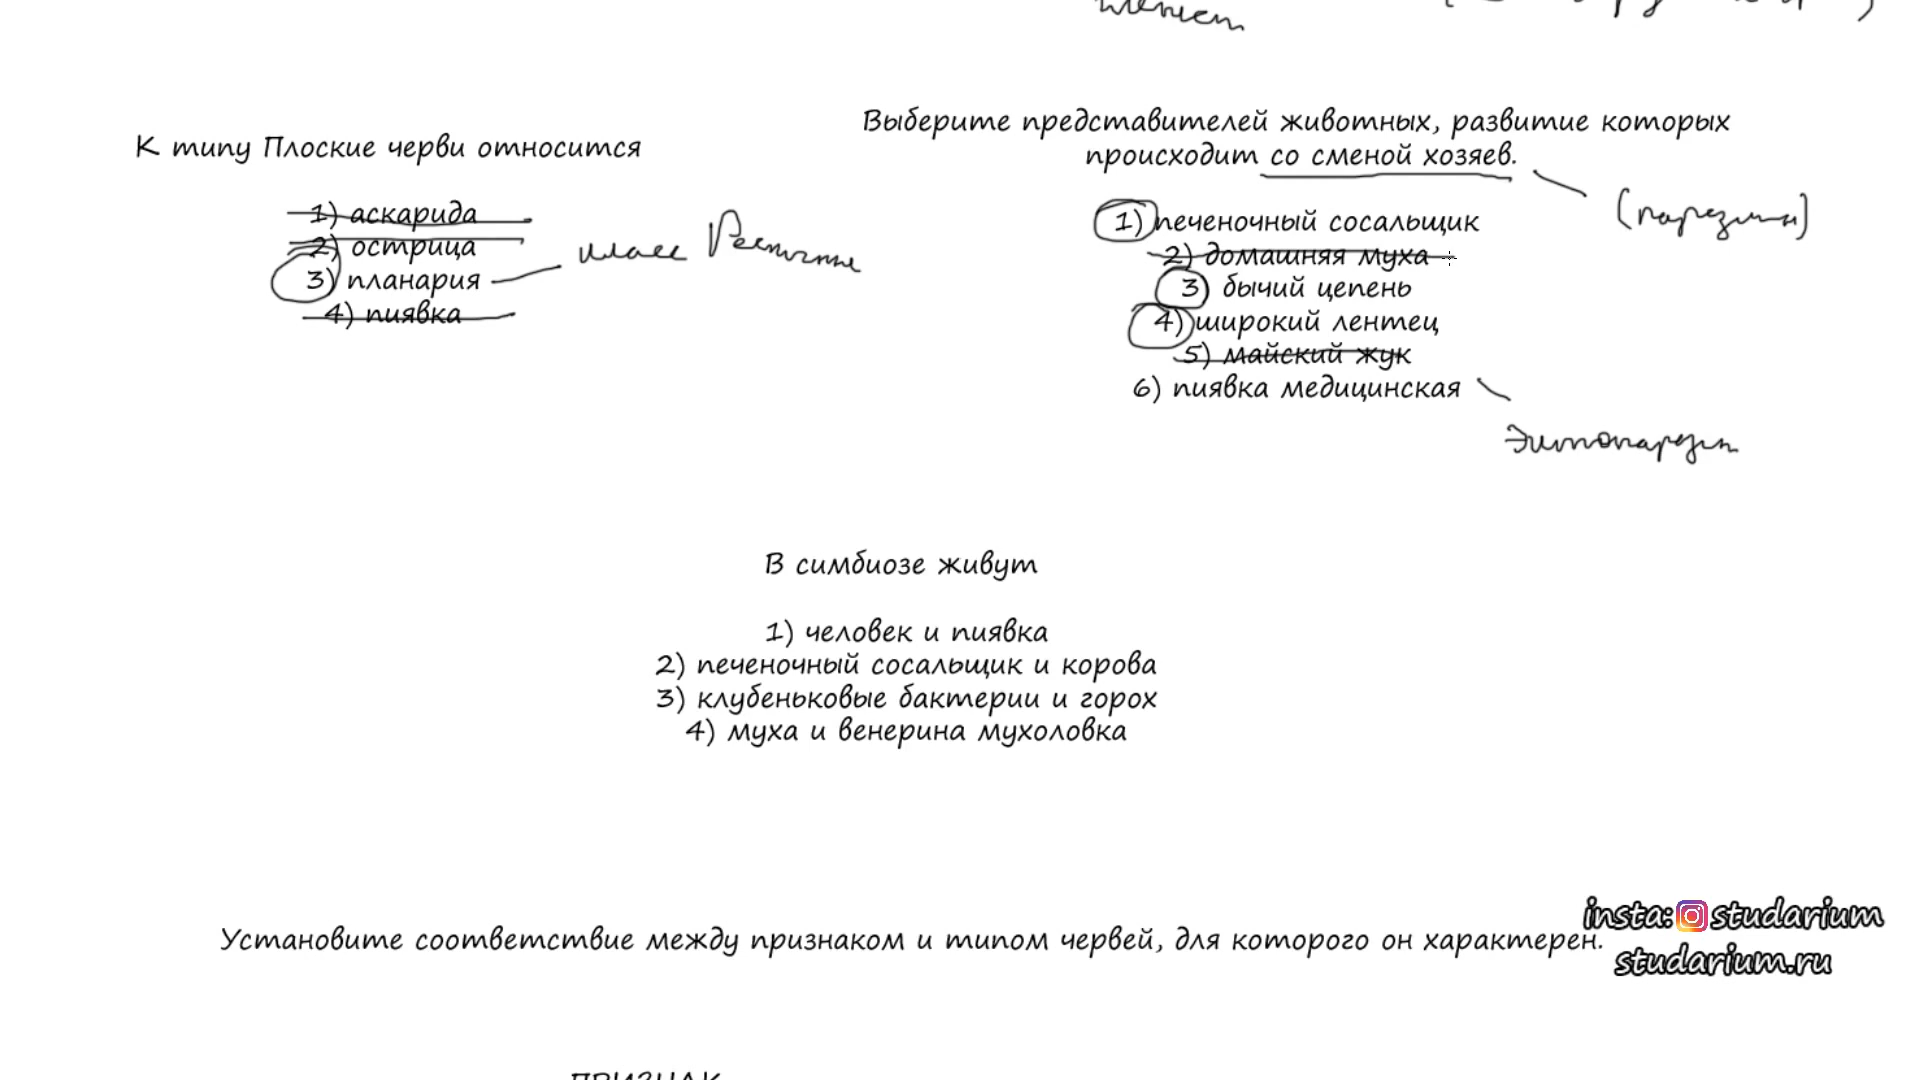 К типу Плоские черви относится
1) аскарида
2) острица
3) планария
4) пиявка
класс Ресничные
Выберите представителей животных, развитие которых
происходит со сменой хозяев.
(паразиты)
1) печеночный сосальщик
2) домашняя муха
3) бычий цепень
4) широкий лентец
5) майский жук
6) пиявка медицинская
Эктопаразит
В симбиозе живут
1) человек и пиявка
2) печеночный сосальщик и корова
3) клубеньковые бактерии и горох
4) муха и венерина мухоловка
Установите соответствие между признаком и типом червей, для которого он характерен.
insta: studarium
studarium.ru
ПРИЗНАК